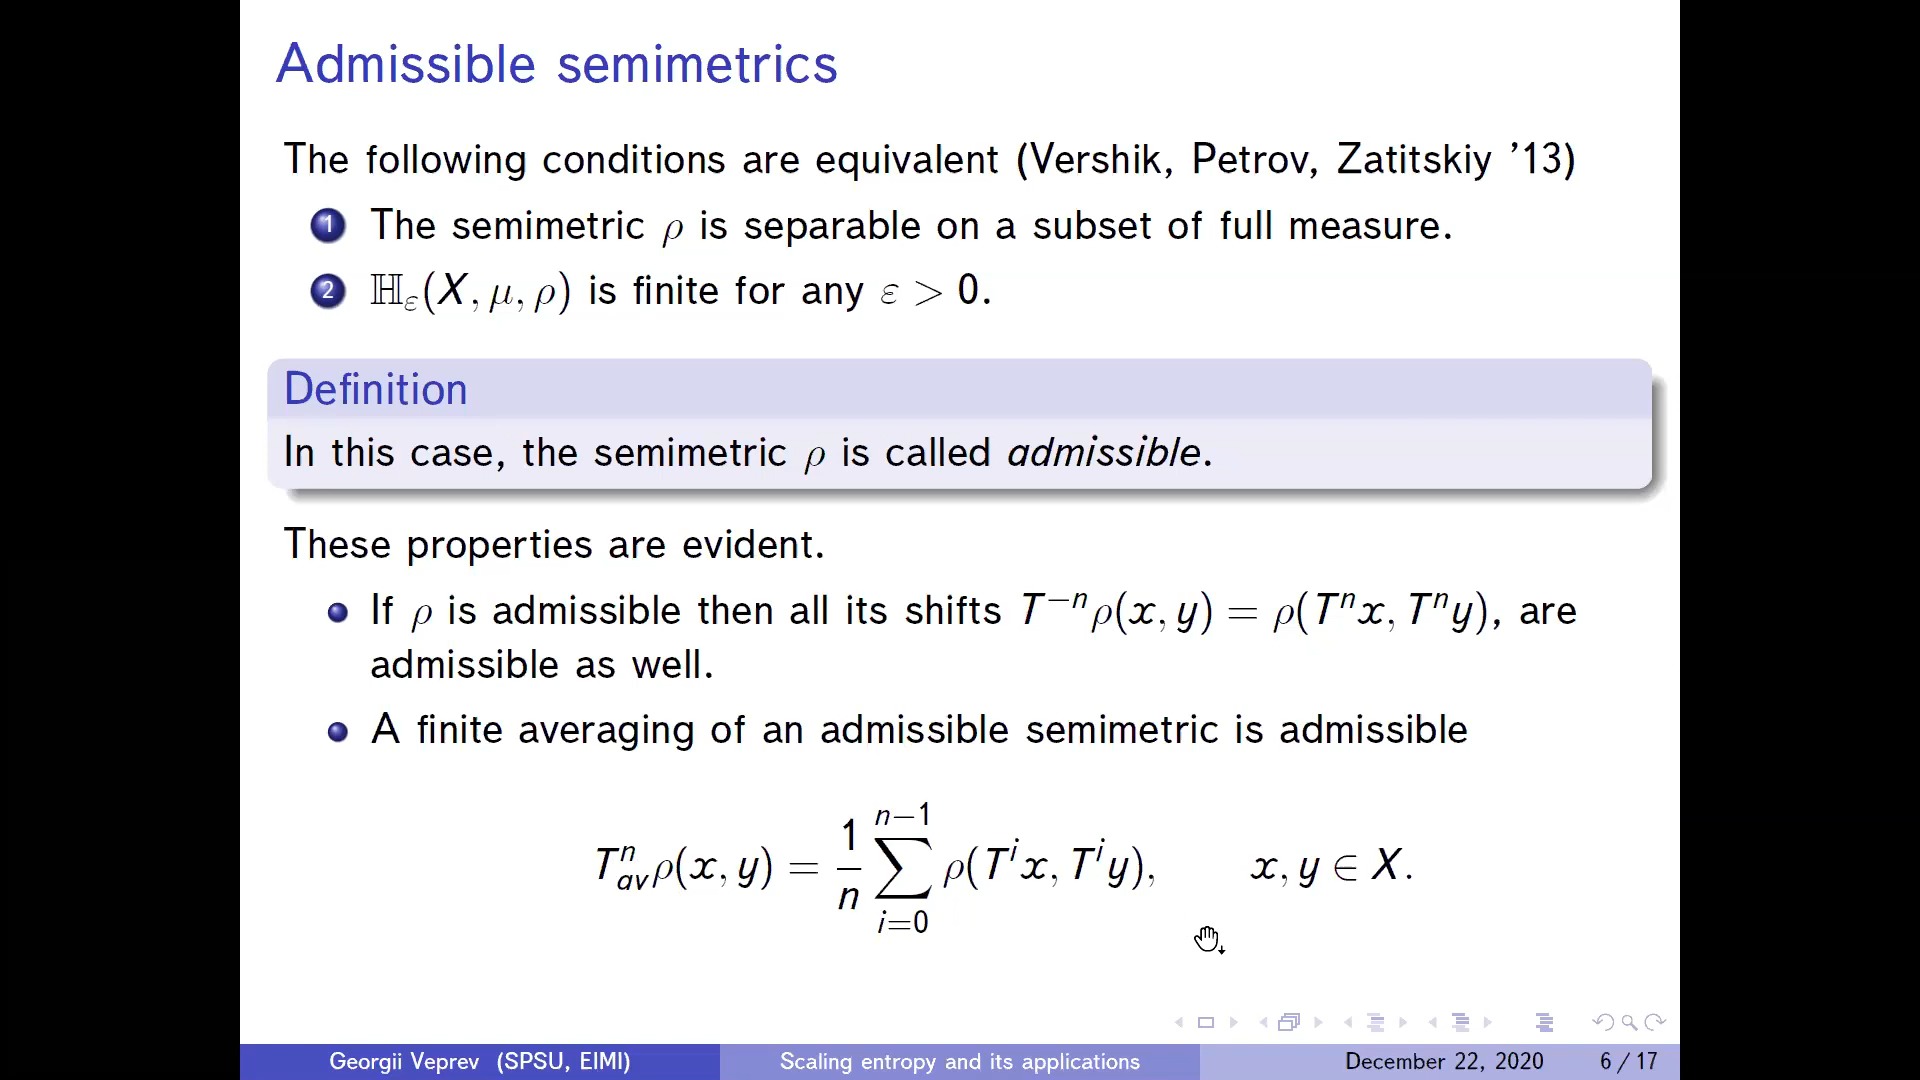 Admissible semimetrics
The following conditions are equivalent (Vershik, Petrov, Zatitskiy ’13)
1 The semimetric ρ is separable on a subset of full measure.
2 ℍ_ε(X, μ, ρ) is finite for any ε > 0.
Definition
In this case, the semimetric ρ is called admissible.
These properties are evident.
If ρ is admissible then all its shifts T^{−n}ρ(x, y) = ρ(T^n x, T^n y), are
admissible as well.
A finite averaging of an admissible semimetric is admissible
T^n_{av}ρ(x, y) = \frac{1}{n} \sum_{i=0}^{n−1} ρ(T^i x, T^i y), x, y ∈ X.
Georgii Veprev (SPSU, EIMI) Scaling entropy and its applications December 22, 2020 6 / 17